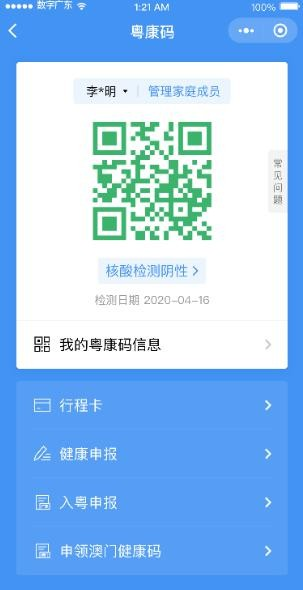 数字广东 1:21 AM 100%
粤康码
李*明 管理家庭成员
常见问题
核酸检测阴性
检测日期 2020-04-16
我的粤康码信息
行程卡
健康申报
入粤申报
申领澳门健康码